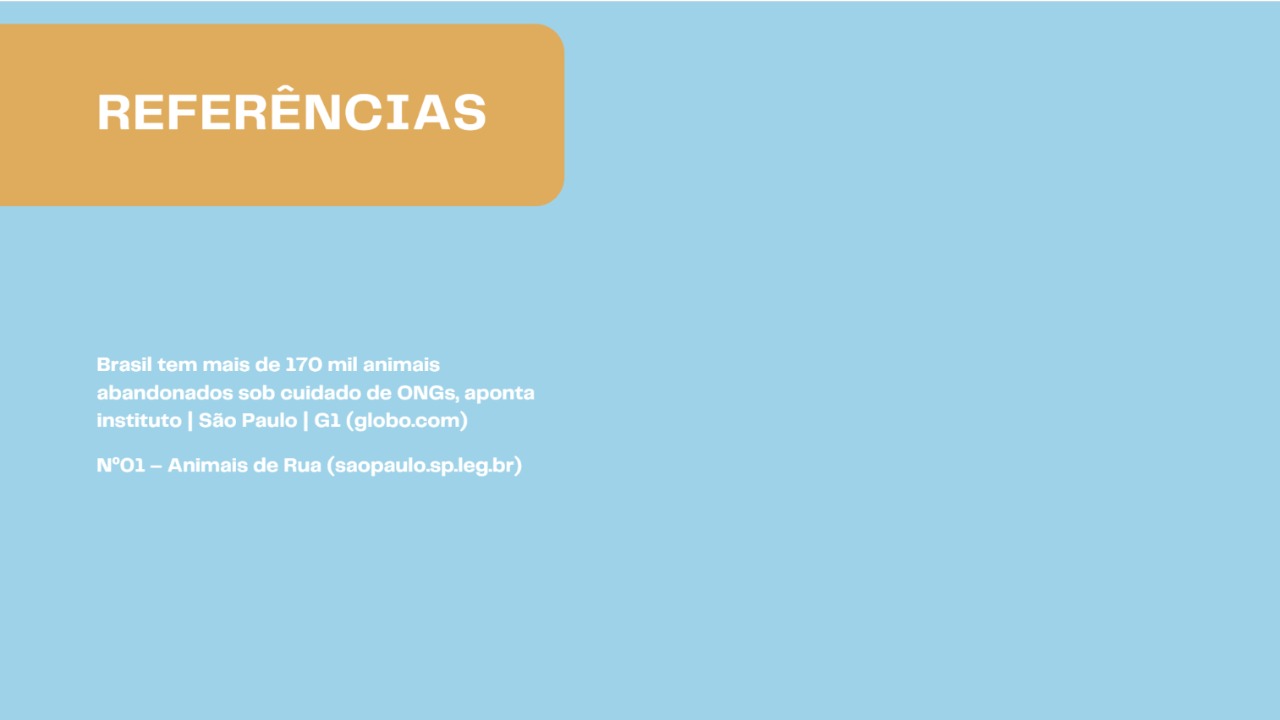 REFERÊNCIAS
Brasil tem mais de 170 mil animais
abandonados sob cuidado de ONGs, aponta
instituto | São Paulo | G1 (globo.com)
Nº01 – Animais de Rua (saopaulo.sp.leg.br)